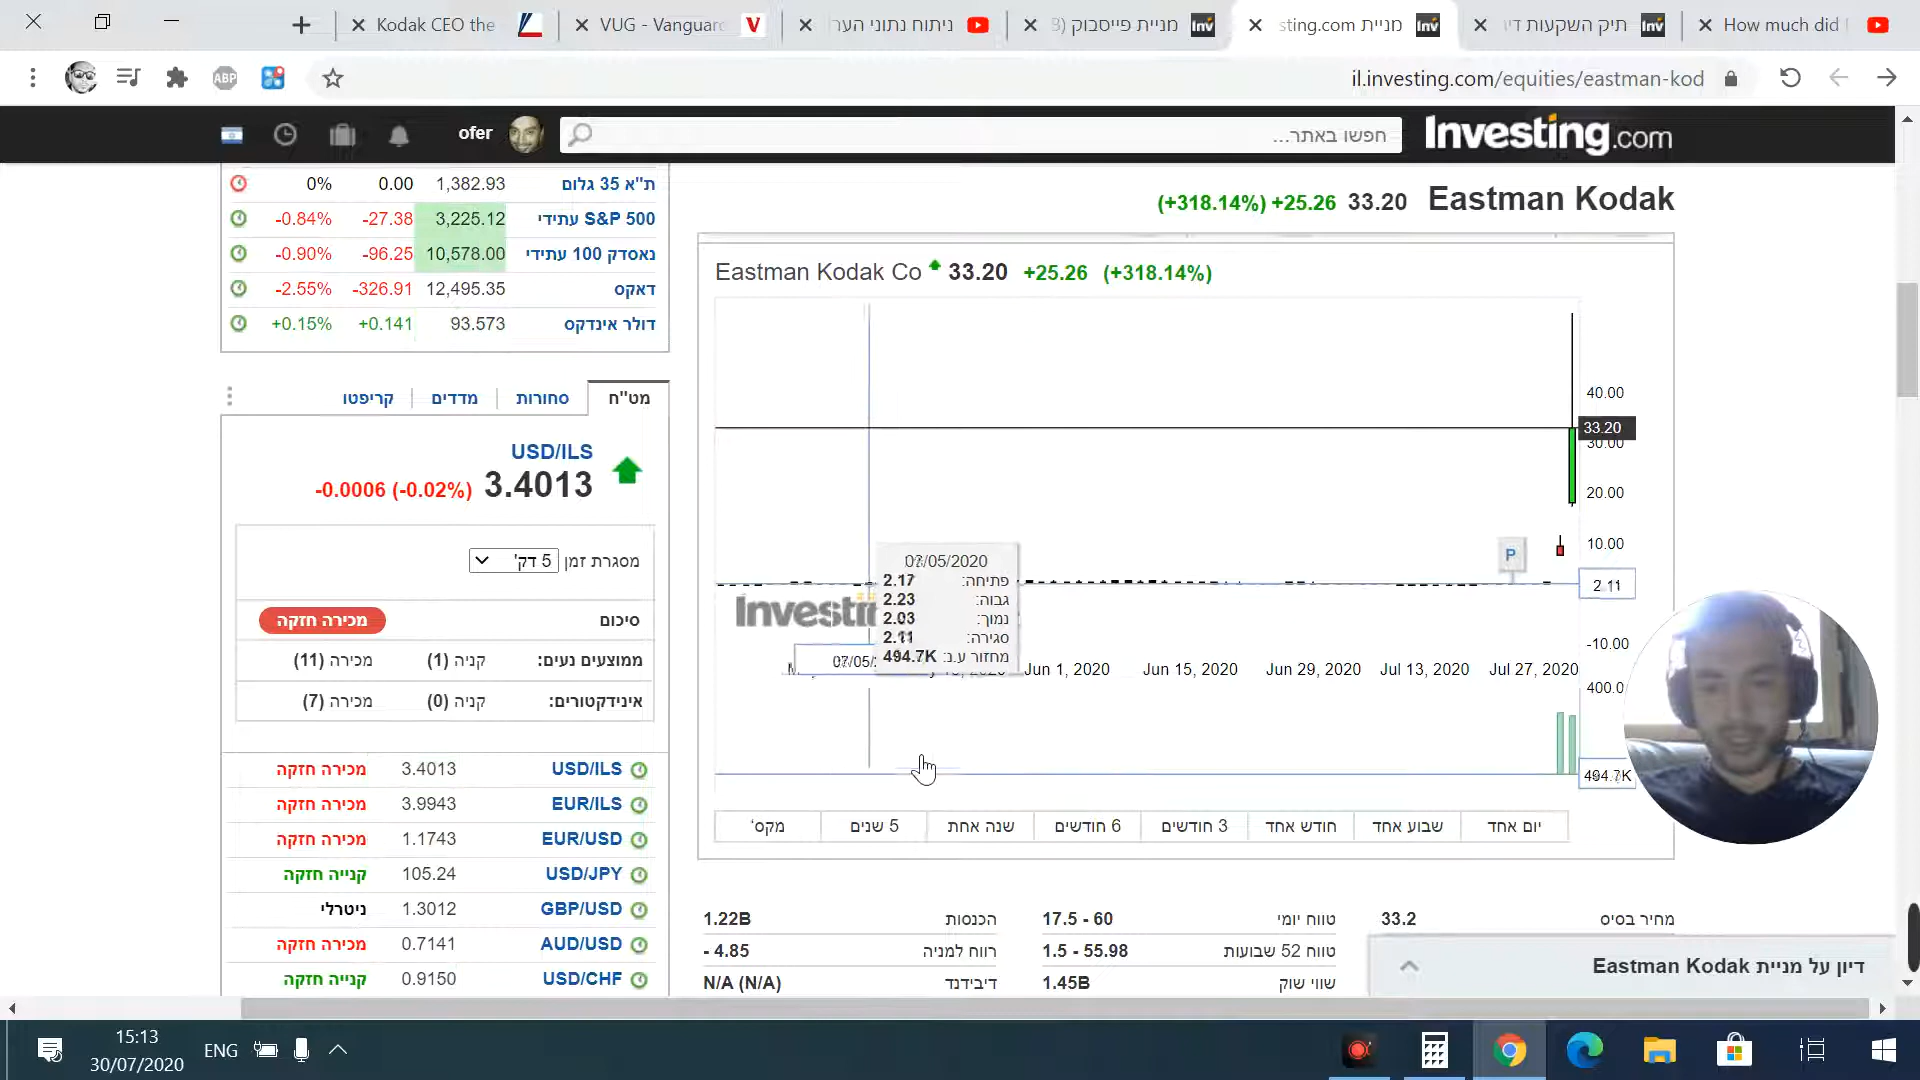 Kodak CEO the
VUG - Vanguard
ניתוח נתוני הער
מניית פייסבוק (B
מניית sting.com
תיק השקעות די
How much did
ABP
il.investing.com/equities/eastman-kod
ofer
חפשו באתר...
Investing.com
ת"א 35 גלום 1,382.93 0.00 0%
S&P 500 עתידי 3,225.12 -27.38 -0.84%
נאסדק 100 עתידי 10,578.00 -96.25 -0.90%
דאקס 12,495.35 -326.91 -2.55%
דולר אינדקס 93.573 +0.141 +0.15%
מט"ח סחורות מדדים קריפטו
USD/ILS
3.4013 -0.0006 (-0.02%)
מסגרת זמן 5 דק'
סיכום מכירה חזקה
ממוצעים נעים: קניה (1) מכירה (11)
אינידקטורים: קניה (0) מכירה (7)
USD/ILS 3.4013 מכירה חזקה
EUR/ILS 3.9943 מכירה חזקה
EUR/USD 1.1743 מכירה חזקה
USD/JPY 105.24 קנייה חזקה
GBP/USD 1.3012 ניטרלי
AUD/USD 0.7141 מכירה חזקה
USD/CHF 0.9150 קנייה חזקה
Eastman Kodak 33.20 +25.26 (+318.14%)
Eastman Kodak Co 33.20 +25.26 (+318.14%)
40.00
33.20
30.00
20.00
10.00
2.11
-10.00
P
פתיחה: 2.17
גבוה: 2.23
נמוך: 2.03
סגירה: 2.11
מחזור ע.נ: 494.7K
Jun 1, 2020 Jun 15, 2020 Jun 29, 2020 Jul 13, 2020 Jul 27, 2020
400.0
494.7K
יום אחד שבוע אחד חודש אחד 3 חודשים 6 חודשים שנה אחת 5 שנים מקס'
מחיר בסיס 33.2
טווח יומי 17.5 - 60
הכנסות 1.22B
טווח 52 שבועות 1.5 - 55.98
רווח למניה - 4.85
שווי שוק 1.45B
דיבידנד N/A (N/A)
דיון על מניית Eastman Kodak
15:13
30/07/2020
ENG